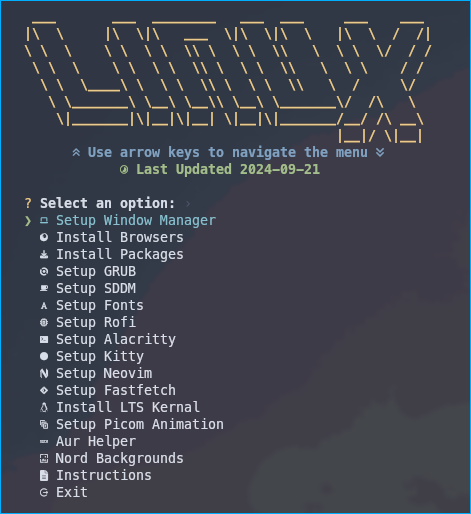 LINUX
Use arrow keys to navigate the menu
Last Updated 2024-09-21
? Select an option: ›
❯ Setup Window Manager
Install Browsers
Install Packages
Setup GRUB
Setup SDDM
Setup Fonts
Setup Rofi
Setup Alacritty
Setup Kitty
Setup Neovim
Setup Fastfetch
Install LTS Kernal
Setup Picom Animation
Aur Helper
Nord Backgrounds
Instructions
Exit